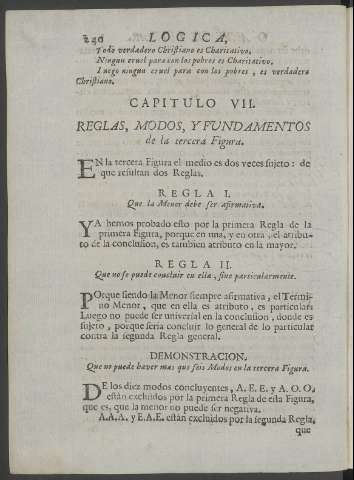 240 LOGICA,
Todo verdadero Christiano es Charitativo.
Ningun cruel para con los pobres es Charitativo.
Luego ningun cruel para con los pobres, es verdadero
Christiano.
CAPITULO VII.
REGLAS, MODOS, Y FUNDAMENTOS
de la tercera Figura.
EN la tercera Figura el medio es dos veces sujeto: de
que resultan dos Reglas.
REGLA I.
Que la Menor debe ser afirmativa.
YA hemos probado esto por la primera Regla de la
primera Figura, porque en una, y en otra, el atribu-
to de la conclusion, es tambien atributo en la mayor.
REGLA II.
Que no se puede concluir en ella, sino particularmente.
POrque siendo la Menor siempre afirmativa, el Termi-
no Menor, que en ella es atributo, es particular:
Luego no puede ser universal en la conclusion, donde es
sujeto, porque seria concluir lo general de lo particular
contra la segunda Regla general.
DEMONSTRACION.
Que no puede haver mas que seis Modos en la tercera Figura.
DE los diez modos concluyentes, A. E. E. y A. O. O.
están excluidos por la primera Regla de esta Figura,
que es, que la menor no puede ser negativa.
A.A.A. y E.A.E. están excluidos por la segunda Regla,
que